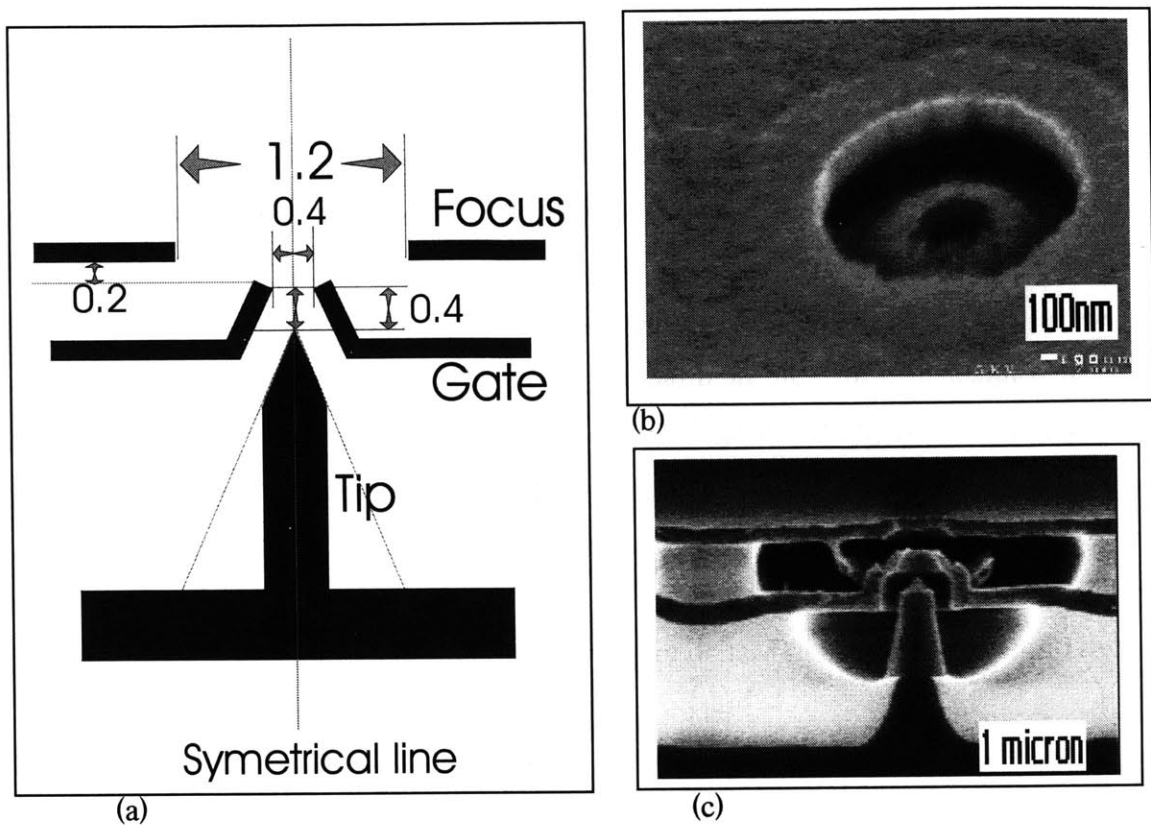 1.2
0.4
Focus
0.2
0.4
Gate
Tip
Symetrical line
(a)
100nm
(b)
1 micron
(c)